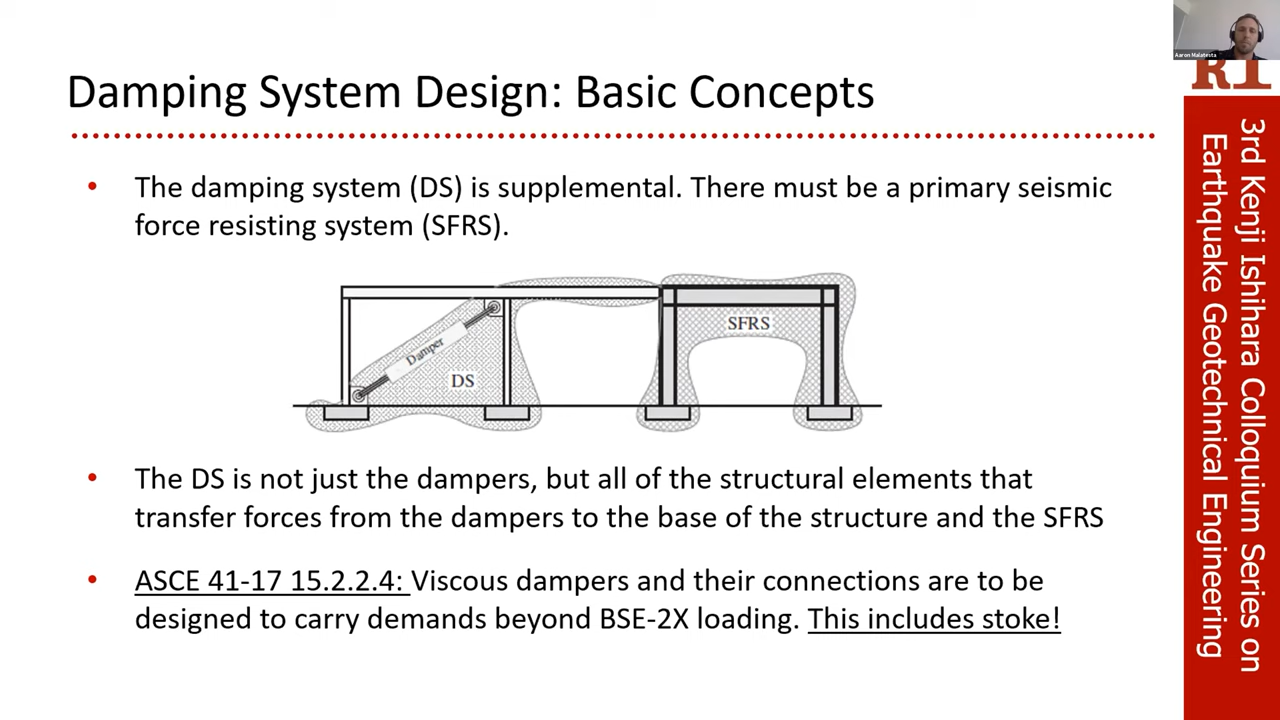 Aaron Malatesta
Damping System Design: Basic Concepts
• The damping system (DS) is supplemental. There must be a primary seismic
force resisting system (SFRS).
Damper
DS
SFRS
• The DS is not just the dampers, but all of the structural elements that
transfer forces from the dampers to the base of the structure and the SFRS
• ASCE 41-17 15.2.2.4: Viscous dampers and their connections are to be
designed to carry demands beyond BSE-2X loading. This includes stoke!
3rd Kenji Ishihara Colloquium Series on
Earthquake Geotechnical Engineering